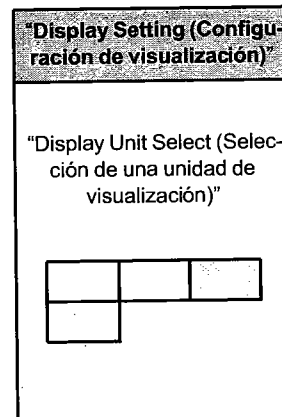 “Display Setting (Configu-
ración de visualización)”
“Display Unit Select (Selec-
ción de una unidad de
visualización)”